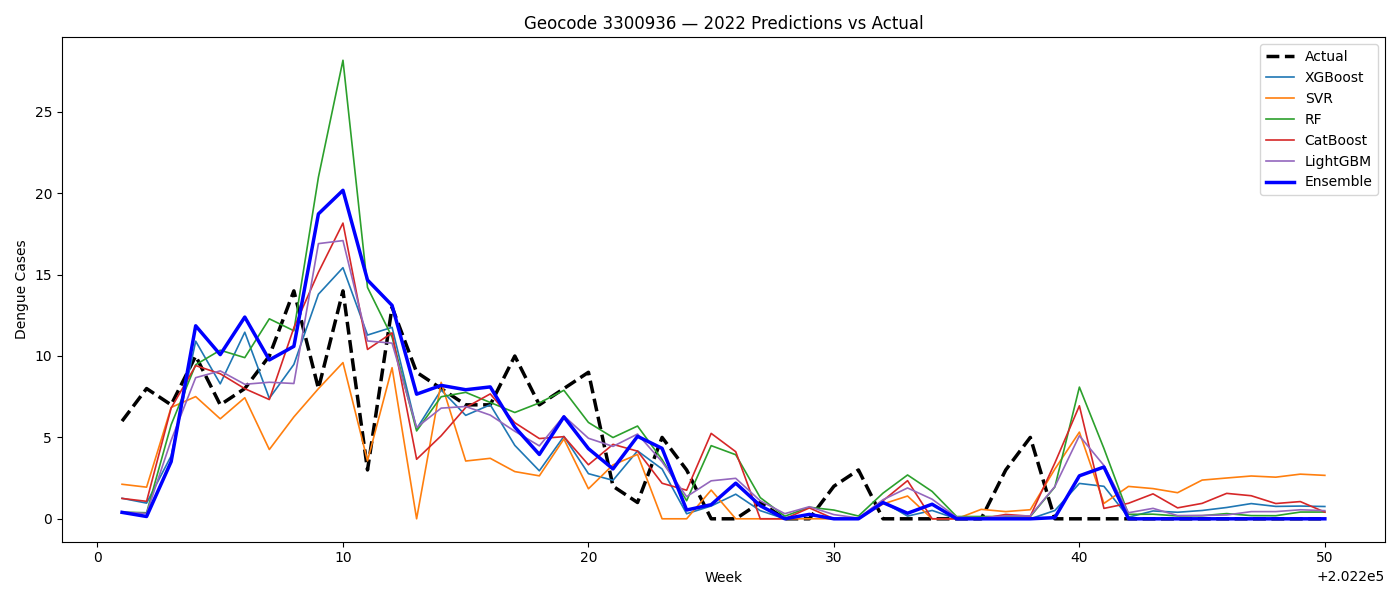 Geocode 3300936 — 2022 Predictions vs Actual
Dengue Cases
25
20
15
10
5
0
Actual
XGBoost
SVR
RF
CatBoost
LightGBM
Ensemble
0 10 20 30 40 50
Week
+2.022e5